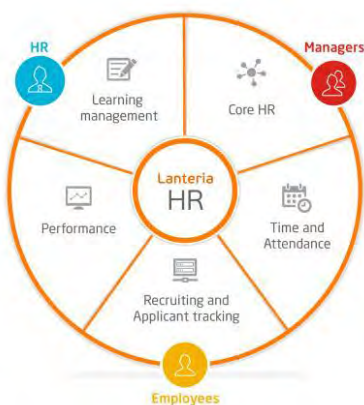 HR
Managers
Learning
management
Core HR
Lanteria
HR
Performance
Time and
Attendance
Recruiting and
Applicant tracking
Employees